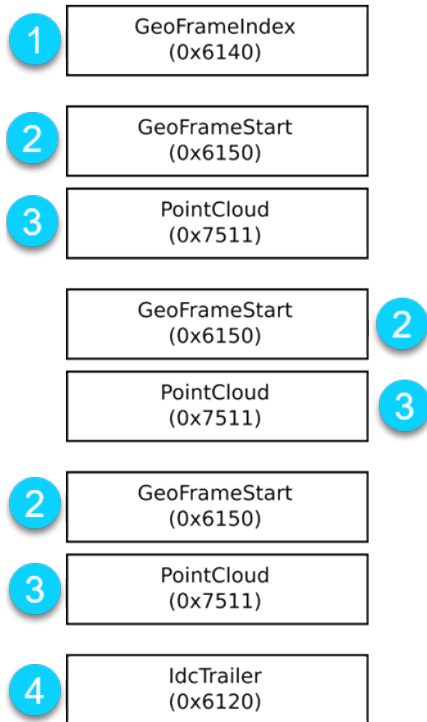 1
GeoFrameIndex
(0x6140)
2
GeoFrameStart
(0x6150)
3
PointCloud
(0x7511)
GeoFrameStart
(0x6150)
2
PointCloud
(0x7511)
3
2
GeoFrameStart
(0x6150)
3
PointCloud
(0x7511)
4
IdcTrailer
(0x6120)